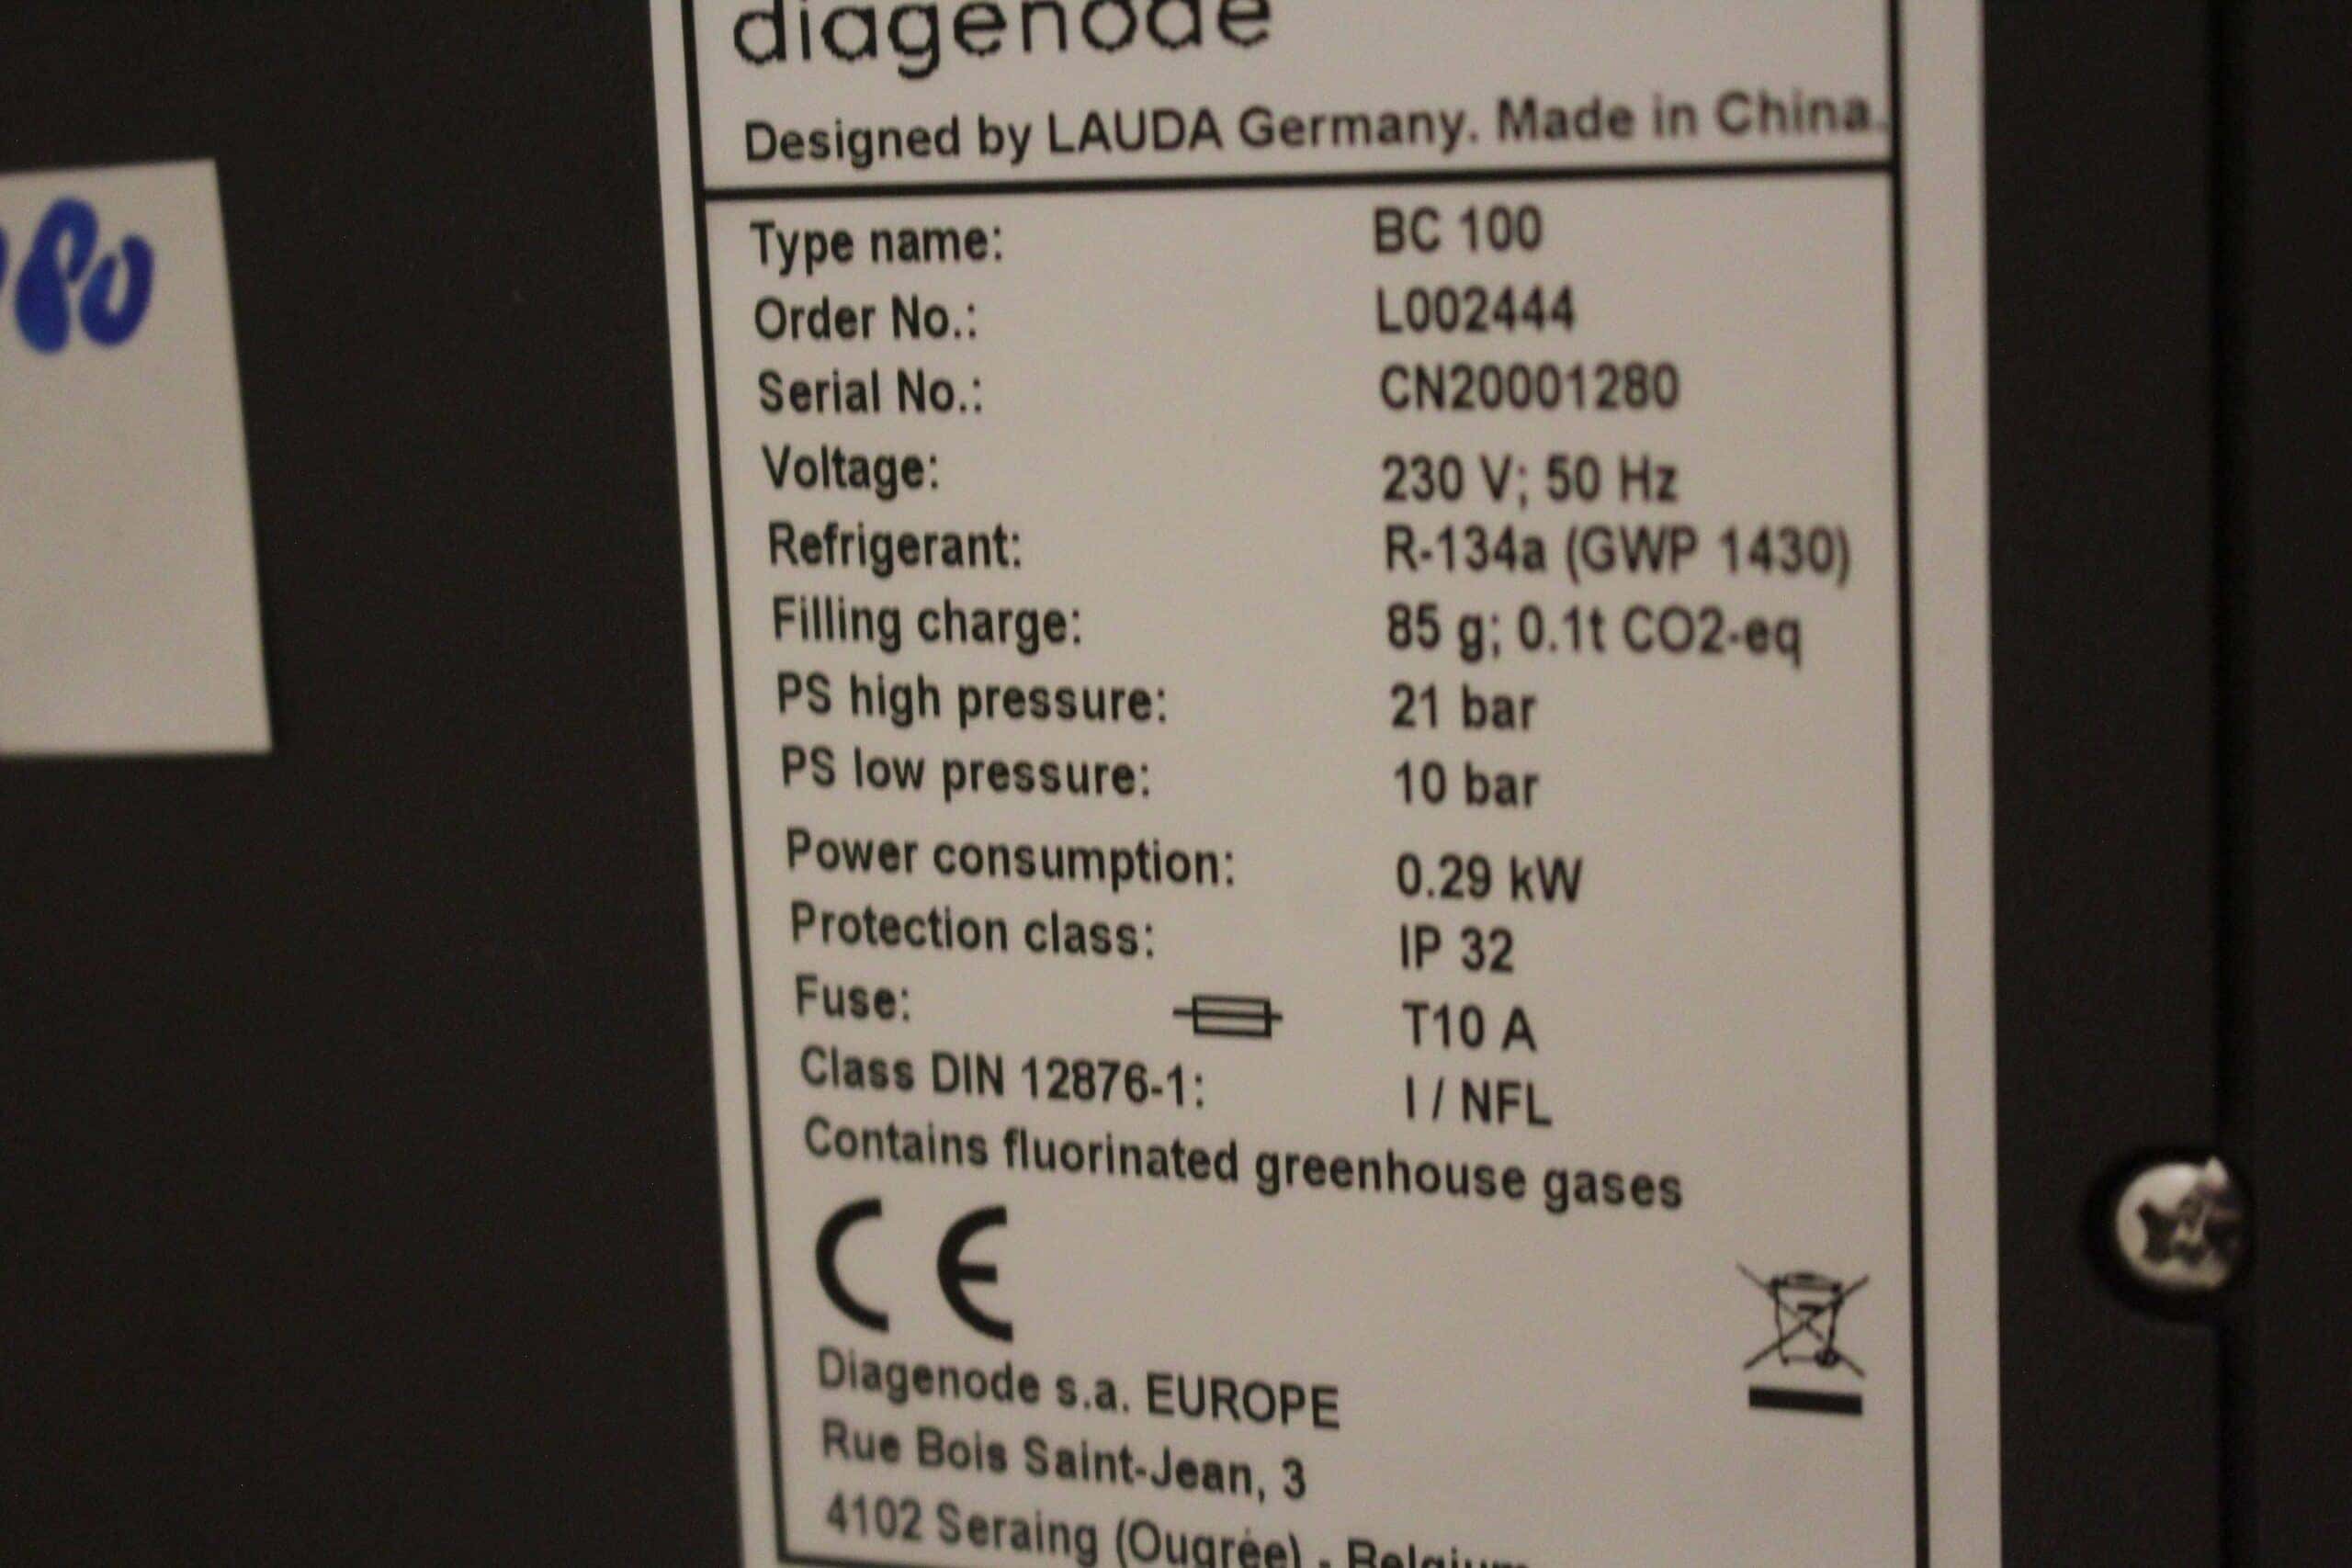 diagenode
Designed by LAUDA Germany. Made in China.
Type name: BC 100
Order No.: L002444
Serial No.: CN20001280
Voltage: 230 V; 50 Hz
Refrigerant: R-134a (GWP 1430)
Filling charge: 85 g; 0.1t CO2-eq
PS high pressure: 21 bar
PS low pressure: 10 bar
Power consumption: 0.29 kW
Protection class: IP 32
Fuse: T10 A
Class DIN 12876-1: I / NFL
Contains fluorinated greenhouse gases
CE
Diagenode s.a. EUROPE
Rue Bois Saint-Jean, 3
4102 Seraing (Ougrée) - Belgium
80